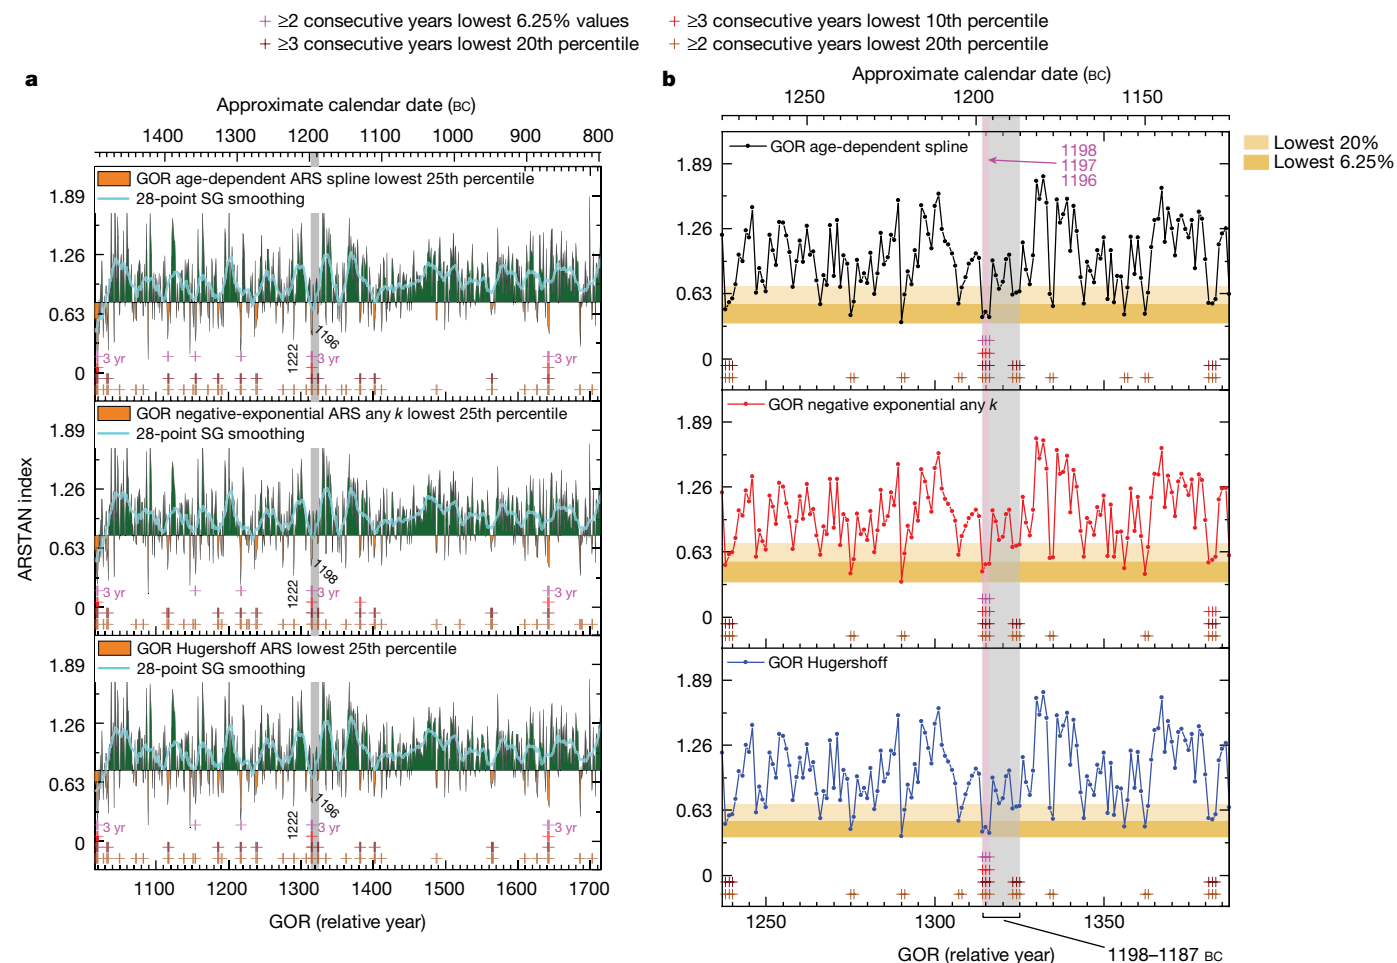 ≥2 consecutive years lowest 6.25% values
≥3 consecutive years lowest 10th percentile
≥3 consecutive years lowest 20th percentile
≥2 consecutive years lowest 20th percentile
a
Approximate calendar date (BC)
1400 1300 1200 1100 1000 900 800
GOR age-dependent ARS spline lowest 25th percentile
28-point SG smoothing
1.89
1.26
0.63
0
3 yr
1222
1196
3 yr
3 yr
GOR negative-exponential ARS any k lowest 25th percentile
28-point SG smoothing
1.89
1.26
0.63
0
3 yr
1222
1198
3 yr
3 yr
GOR Hugershoff ARS lowest 25th percentile
28-point SG smoothing
1.89
1.26
0.63
0
3 yr
1222
1196
3 yr
3 yr
ARSTAN index
1100 1200 1300 1400 1500 1600 1700
GOR (relative year)
b
Approximate calendar date (BC)
1250 1200 1150
GOR age-dependent spline
1198
1197
1196
1.89
1.26
0.63
0
Lowest 20%
Lowest 6.25%
GOR negative exponential any k
1.89
1.26
0.63
0
GOR Hugershoff
1.89
1.26
0.63
0
1250 1300 1350
GOR (relative year)
1198–1187 BC